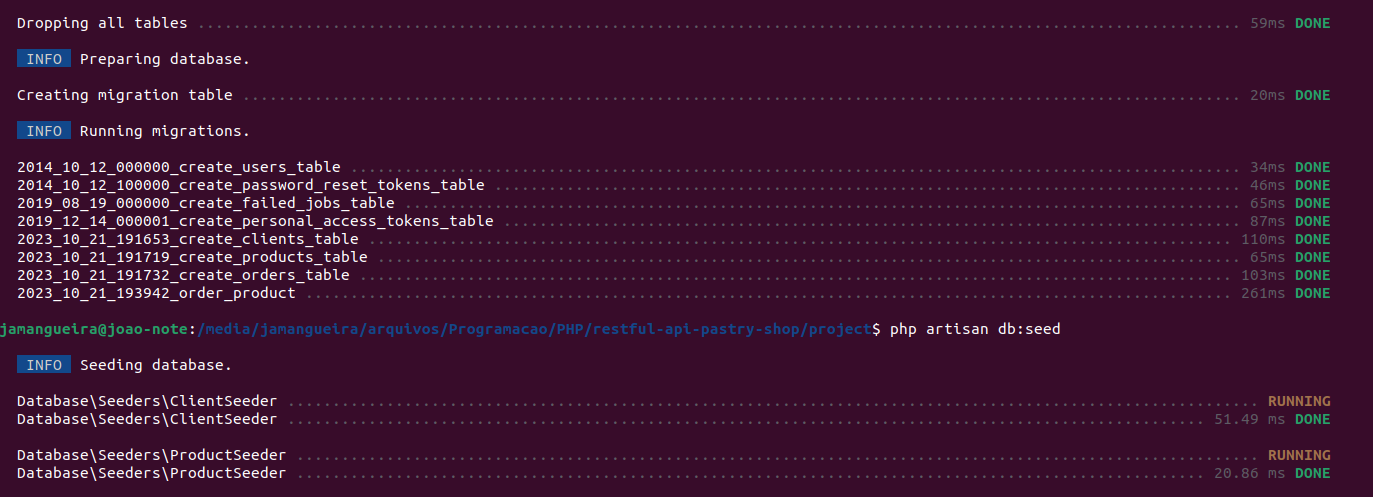 Dropping all tables ........................................ 59ms DONE
INFO Preparing database.
Creating migration table ........................................ 20ms DONE
INFO Running migrations.
2014_10_12_000000_create_users_table ........................................ 34ms DONE
2014_10_12_100000_create_password_reset_tokens_table ........................................ 46ms DONE
2019_08_19_000000_create_failed_jobs_table ........................................ 65ms DONE
2019_12_14_000001_create_personal_access_tokens_table ........................................ 87ms DONE
2023_10_21_191653_create_clients_table ........................................ 110ms DONE
2023_10_21_191719_create_products_table ........................................ 65ms DONE
2023_10_21_191732_create_orders_table ........................................ 103ms DONE
2023_10_21_193942_order_product ........................................ 261ms DONE
jamangueira@joao-note:/media/jamangueira/arquivos/Programacao/PHP/restful-api-pastry-shop/project$ php artisan db:seed
INFO Seeding database.
Database\Seeders\ClientSeeder ........................................ RUNNING
Database\Seeders\ClientSeeder ........................................ 51.49 ms DONE
Database\Seeders\ProductSeeder ........................................ RUNNING
Database\Seeders\ProductSeeder ........................................ 20.86 ms DONE